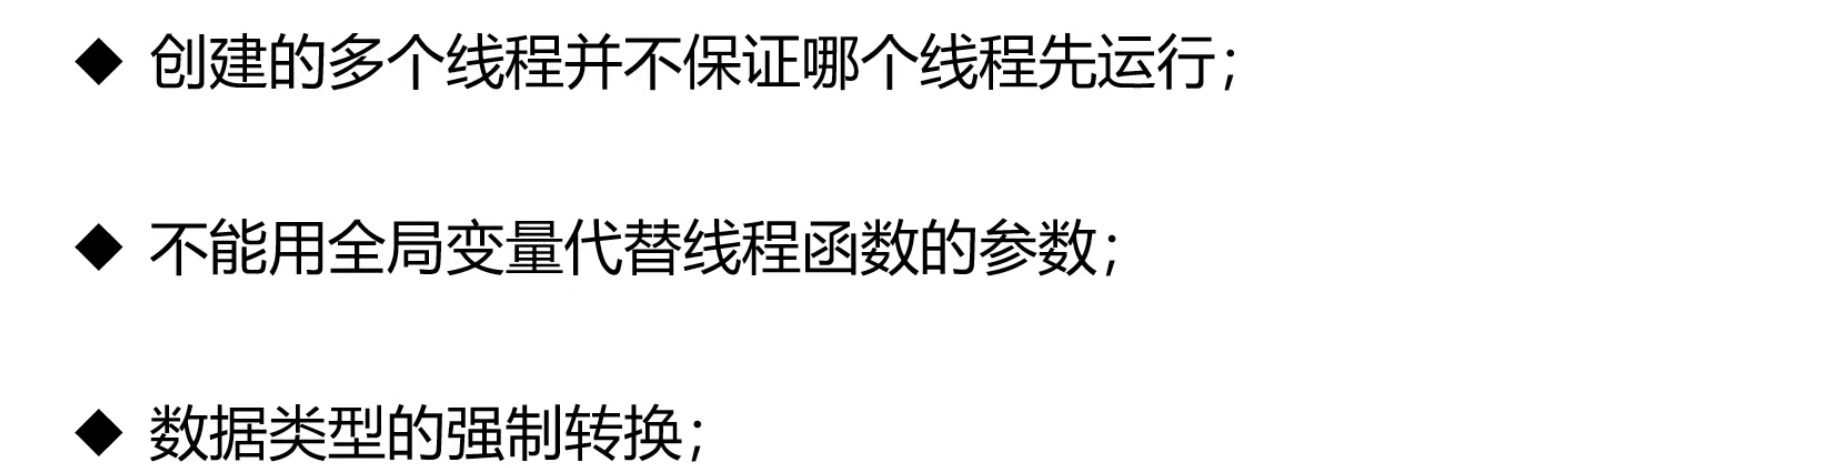 ◆ 创建的多个线程并不保证哪个线程先运行；
◆ 不能用全局变量代替线程函数的参数；
◆ 数据类型的强制转换；